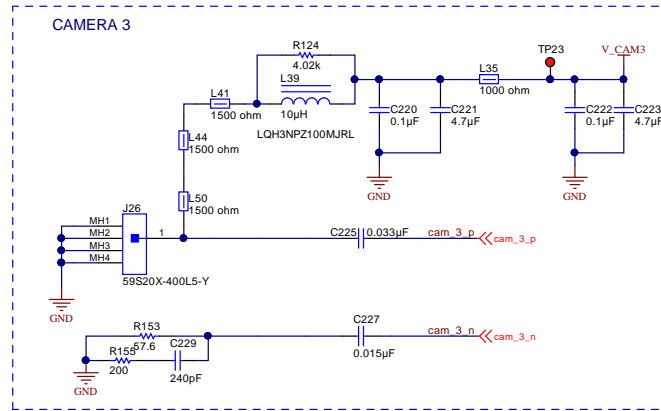 CAMERA 3
R124
4.02k
L39
10µH
LQH3NPZ100MJRL
L41
1500 ohm
L44
1500 ohm
L50
1500 ohm
L35
1000 ohm
TP23
V_CAM3
C220
0.1µF
C221
4.7µF
C222
0.1µF
C223
4.7µF
GND
GND
J26
MH1
MH2
MH3
MH4
1
59S20X-400L5-Y
GND
C225
0.033µF
cam_3_p
cam_3_p
R153
57.6
R155
200
C229
240pF
GND
C227
0.015µF
cam_3_n
cam_3_n